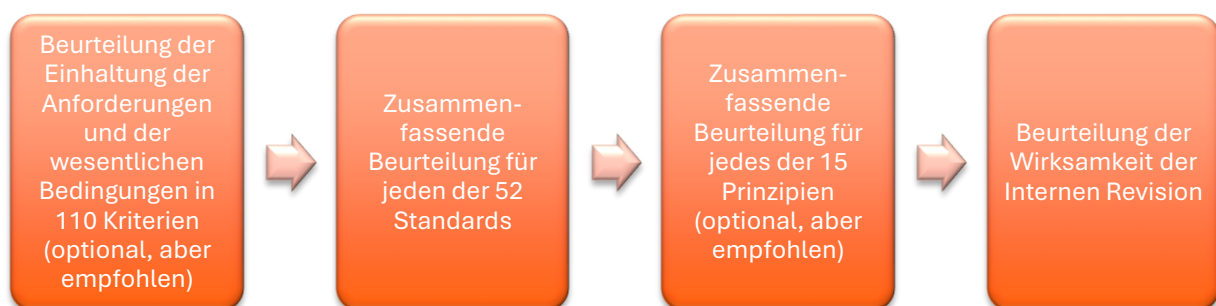 Beurteilung der
Einhaltung der
Anforderungen
und der
wesentlichen
Bedingungen in
110 Kriterien
(optional, aber
empfohlen)
Zusammen-
fassende
Beurteilung für
jeden der 52
Standards
Zusammen-
fassende
Beurteilung für
jedes der 15
Prinzipien
(optional, aber
empfohlen)
Beurteilung der
Wirksamkeit der
Internen Revision